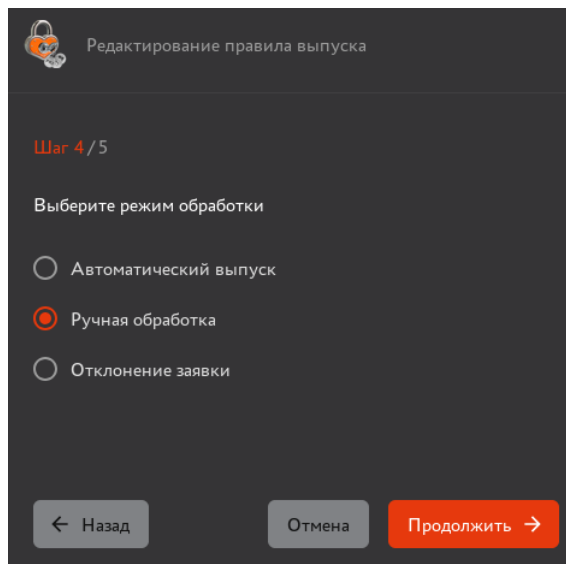 Редактирование правила выпуска
Шаг 4/5
Выберите режим обработки
Автоматический выпуск
Ручная обработка
Отклонение заявки
Назад
Отмена
Продолжить